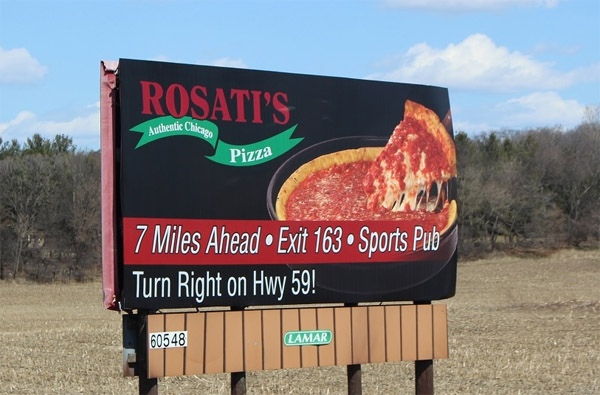 ROSATI'S
Authentic Chicago
Pizza
7 Miles Ahead • Exit 163 • Sports Pub
Turn Right on Hwy 59!
60548
LAMAR